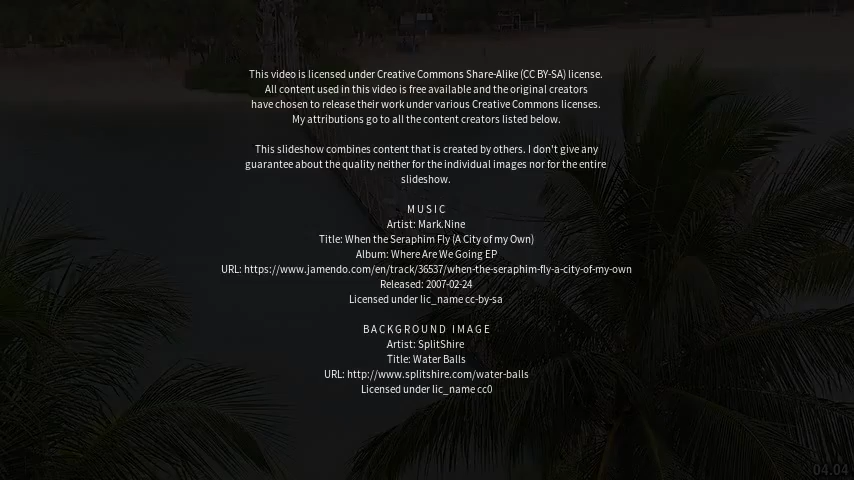 This video is licensed under Creative Commons Share-Alike (CC BY-SA) license.
All content used in this video is free available and the original creators
have chosen to release their work under various Creative Commons licenses.
My attributions go to all the content creators listed below.
This slideshow combines content that is created by others. I don't give any
guarantee about the quality neither for the individual images nor for the entire
slideshow.
MUSIC
Artist: Mark.Nine
Title: When the Seraphim Fly (A City of my Own)
Album: Where Are We Going EP
URL: https://www.jamendo.com/en/track/36537/when-the-seraphim-fly-a-city-of-my-own
Released: 2007-02-24
Licensed under lic_name cc-by-sa
BACKGROUND IMAGE
Artist: SplitShire
Title: Water Balls
URL: http://www.splitshire.com/water-balls
Licensed under lic_name cc0
04.04